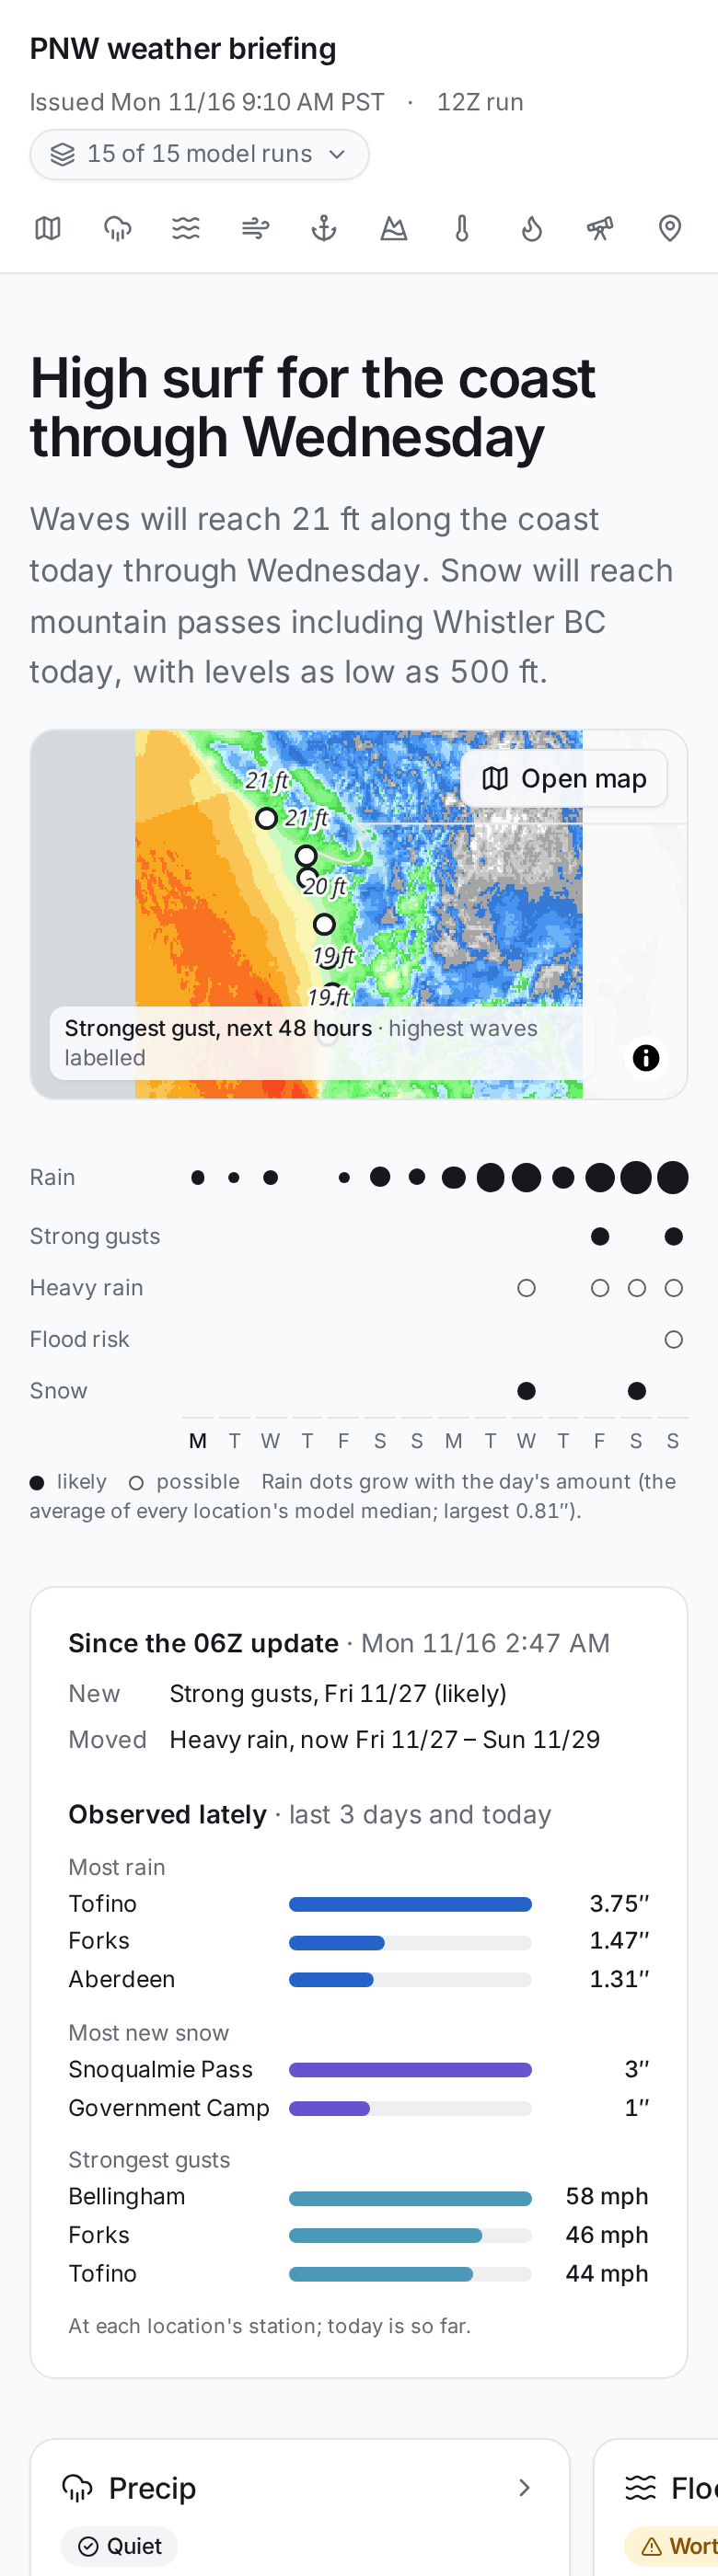 PNW weather briefing
Issued Mon 11/16 9:10 AM PST · 12Z run
15 of 15 model runs
High surf for the coast
through Wednesday
Waves will reach 21 ft along the coast
today through Wednesday. Snow will reach
mountain passes including Whistler BC
today, with levels as low as 500 ft.
Open map
21 ft
21 ft
20 ft
19 ft
19 ft
Strongest gust, next 48 hours · highest waves
labelled
Rain
Strong gusts
Heavy rain
Flood risk
Snow
M T W T F S S M T W T F S S
likely possible Rain dots grow with the day's amount (the
average of every location's model median; largest 0.81″).
Since the 06Z update · Mon 11/16 2:47 AM
New Strong gusts, Fri 11/27 (likely)
Moved Heavy rain, now Fri 11/27 – Sun 11/29
Observed lately · last 3 days and today
Most rain
Tofino 3.75″
Forks 1.47″
Aberdeen 1.31″
Most new snow
Snoqualmie Pass 3″
Government Camp 1″
Strongest gusts
Bellingham 58 mph
Forks 46 mph
Tofino 44 mph
At each location's station; today is so far.
Precip
Quiet